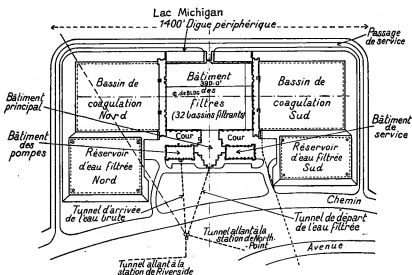 Lac Michigan
1400' Digue périphérique
Passage
de service
Bassin
de
coagulation
Nord
Bâtiment
390.0'
des
filtres
(32 bassins filtrants)
Bassin
de
coagulation
Sud
Bâtiment
principal
Bâtiment
des
pompes
Cour
Cour
Bâtiment
de
service
Réservoir
d'eau filtrée
Nord
Réservoir
d'eau filtrée
Sud
Chemin
Tunnel d'arrivée
de l'eau brute
Tunnel de départ
de l'eau filtrée
Tunnel allant à la
station de North-
Point
Avenue
Tunnel allant à la
station de Riverside